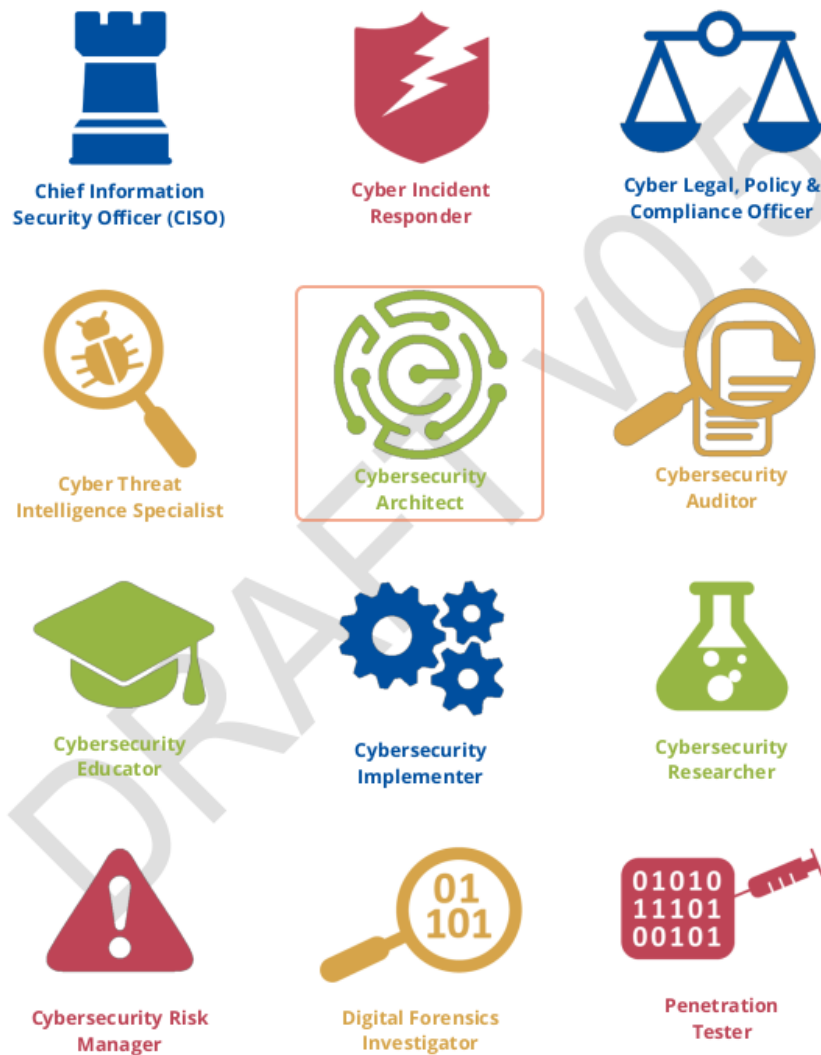 Chief Information
Security Officer (CISO)
Cyber Incident
Responder
Cyber Legal, Policy &
Compliance Officer
Cyber Threat
Intelligence Specialist
Cybersecurity
Architect
Cybersecurity
Auditor
Cybersecurity
Educator
Cybersecurity
Implementer
Cybersecurity
Researcher
01010
11101
00101
01
101
Cybersecurity Risk
Manager
Digital Forensics
Investigator
Penetration
Tester
DRAFT v0.5